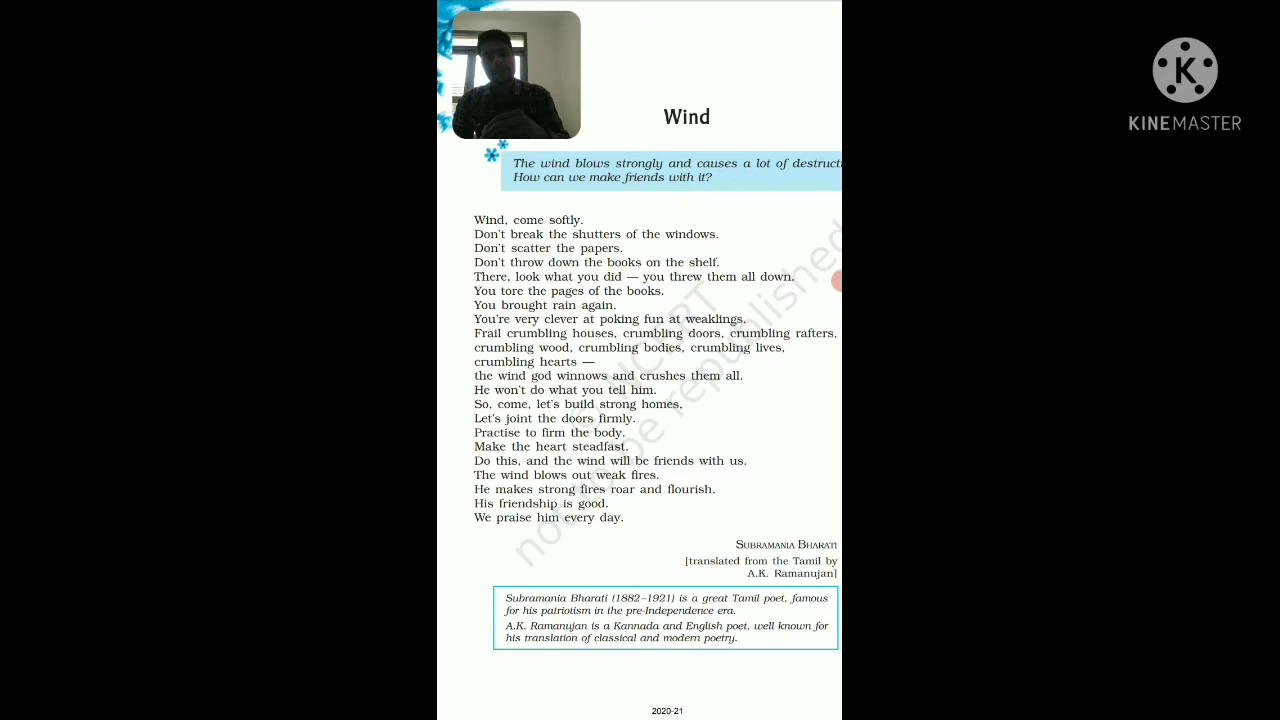 Wind
The wind blows strongly and causes a lot of
How can we make friends with it?
Wind, come softly.
Don't break the shutters of the windows.
Don't scatter the papers.
Don't throw down the books on the shelf.
There, look what you did — you threw them all down.
You tore the pages of the books.
You brought rain again.
You're very clever at poking fun at weaklings.
Frail crumbling houses, crumbling doors, crumbling rafters,
crumbling wood, crumbling bodies, crumbling lives,
crumbling hearts —
the wind god winnows and crushes them all.
He won't do what you tell him.
So, come, let's build strong homes,
Let's joint the doors firmly.
Practise to firm the body.
Make the heart steadfast.
Do this, and the wind will be friends with us.
The wind blows out weak fires.
He makes strong fires roar and flourish.
His friendship is good.
We praise him every day.
SUBRAMANIA BHARATI
[translated from the Tamil by
A.K. Ramanujan]
Subramania Bharati (1882–1921) is a great Tamil poet, famous
for his patriotism in the pre-Independence era.
A.K. Ramanujan is a Kannada and English poet, well known for
his translation of classical and modern poetry.
2020-21
NCERT
not to be republished
K
KINEMASTER